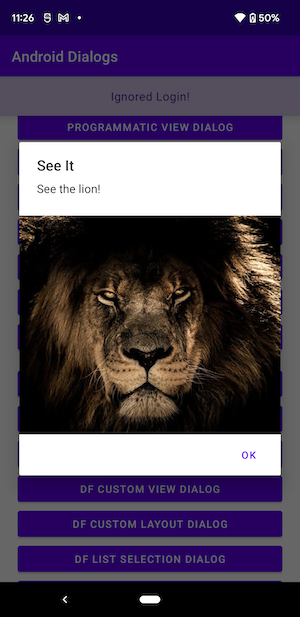 11:26
50%
Android Dialogs
Ignored Login!
PROGRAMMATIC VIEW DIALOG
See It
See the lion!
OK
DF CUSTOM VIEW DIALOG
DF CUSTOM LAYOUT DIALOG
DF LIST SELECTION DIALOG